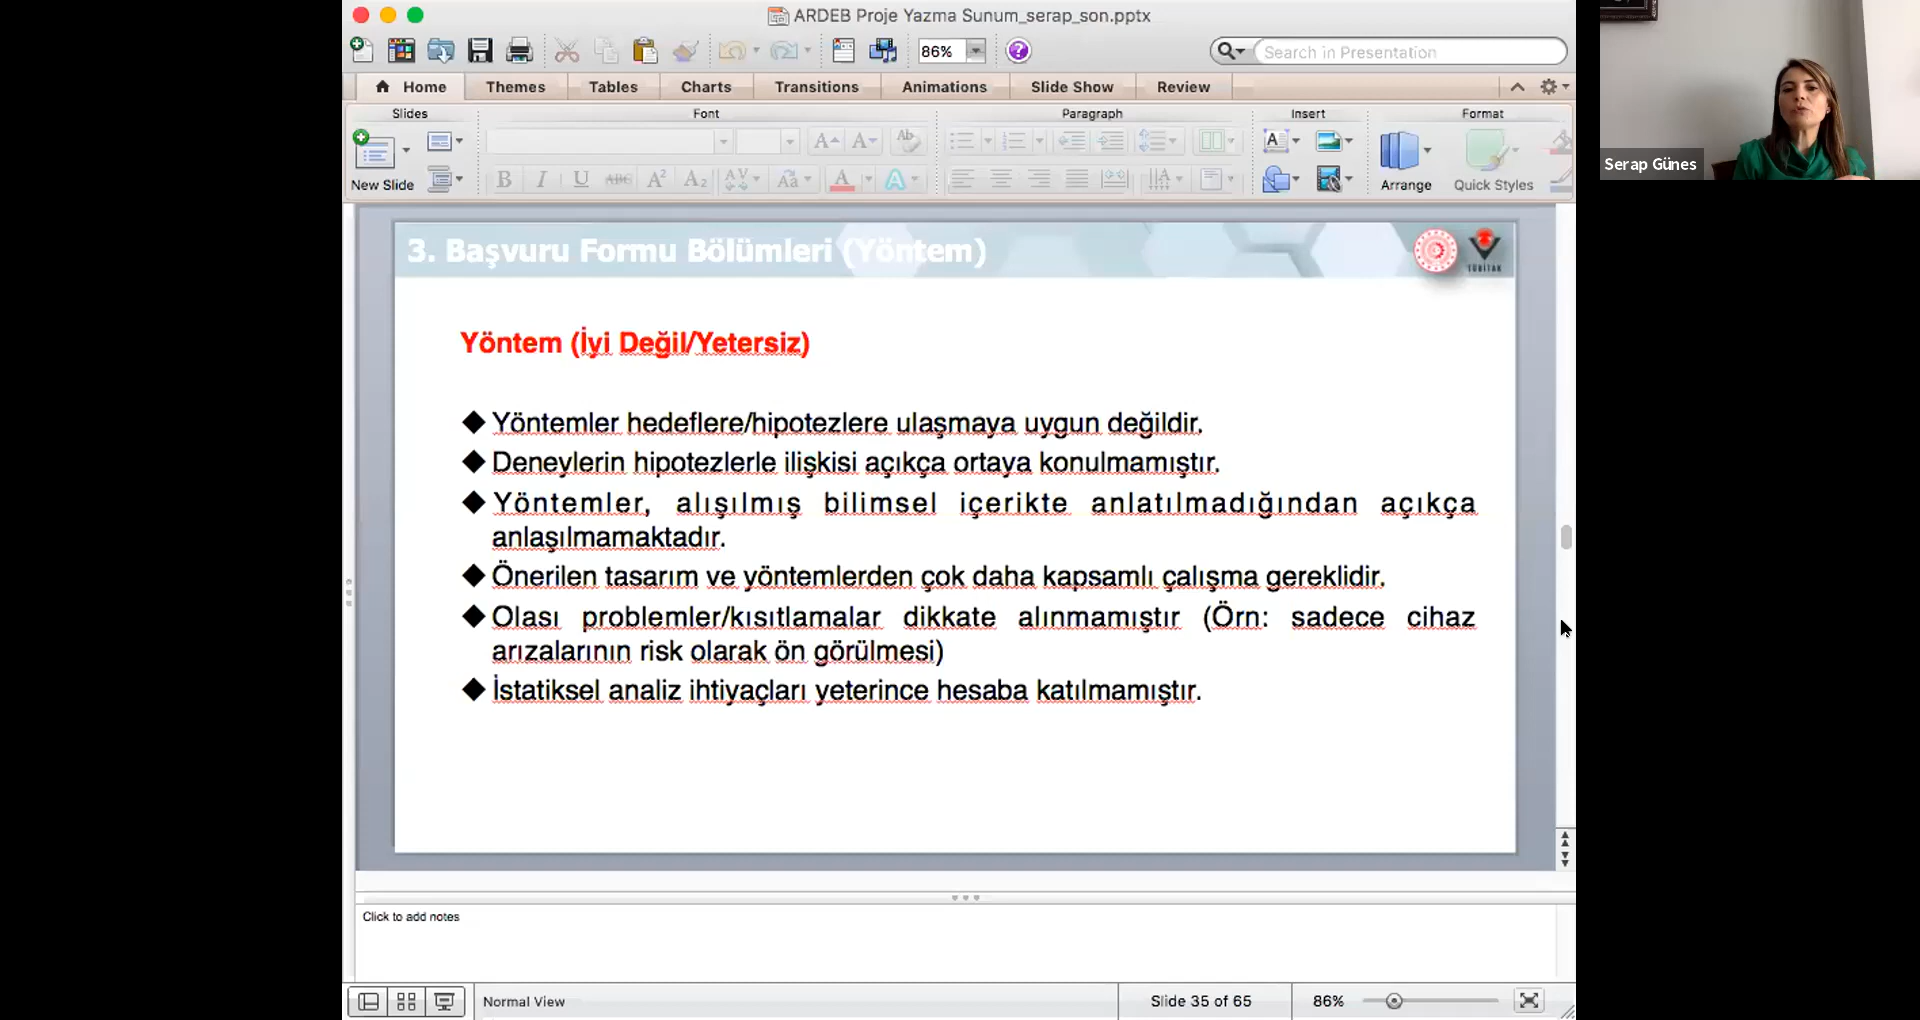 ARDEB Proje Yazma Sunum_serap_son.pptx
86%
Search in Presentation
Home
Themes
Tables
Charts
Transitions
Animations
Slide Show
Review
Slides
Font
Paragraph
Insert
Format
New Slide
Arrange
Quick Styles
Serap Günes
3. Başvuru Formu Bölümleri (Yöntem)
TÜBİTAK
Yöntem (İyi Değil/Yetersiz)
◆ Yöntemler hedeflere/hipotezlere ulaşmaya uygun değildir.
◆ Deneylerin hipotezlerle ilişkisi açıkça ortaya konulmamıştır.
◆ Yöntemler, alışılmış bilimsel içerikte anlatılmadığından açıkça
anlaşılmamaktadır.
◆ Önerilen tasarım ve yöntemlerden çok daha kapsamlı çalışma gereklidir.
◆ Olası problemler/kısıtlamalar dikkate alınmamıştır (Örn: sadece cihaz
arızalarının risk olarak ön görülmesi)
◆ İstatiksel analiz ihtiyaçları yeterince hesaba katılmamıştır.
Click to add notes
Normal View
Slide 35 of 65
86%